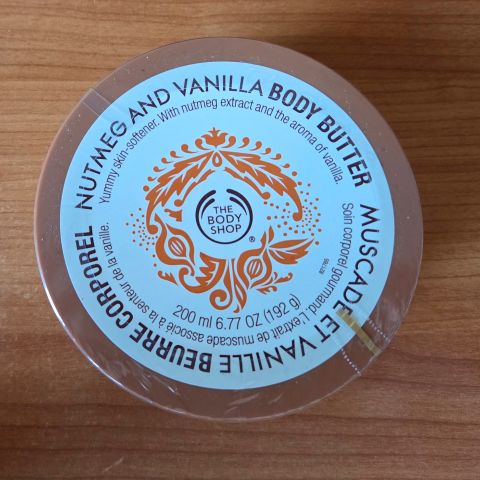 NUTMEG AND VANILLA BODY BUTTER
Yummy skin-softener. With nutmeg extract and the aroma of vanilla.
THE
BODY
SHOP
®
200 ml 6.77 OZ (192 g)
MUSCADE ET VANILLE BEURRE CORPOREL
Soin corporel gourmand. L'extrait de muscade associé à la senteur de la vanille.